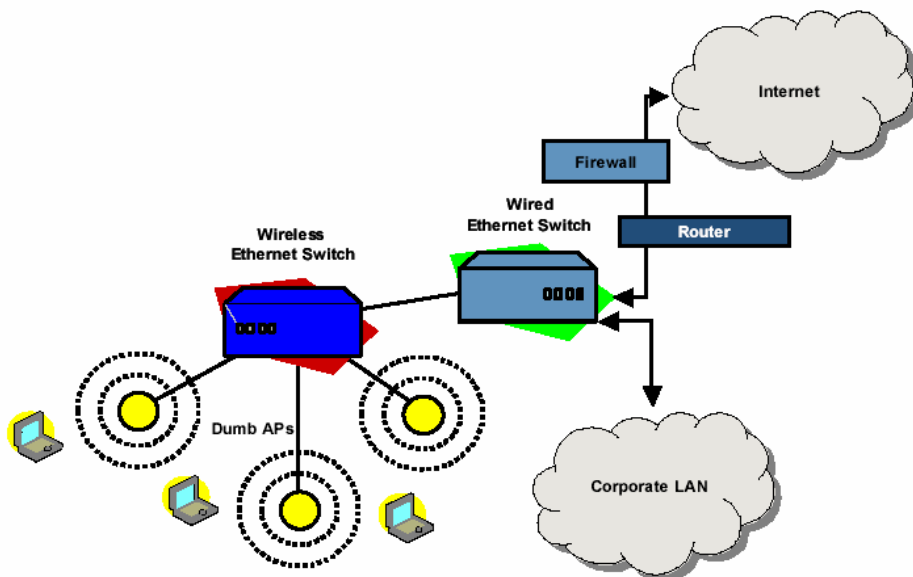 Internet
Firewall
Wired
Ethernet Switch
Router
Wireless
Ethernet Switch
Dumb APs
Corporate LAN